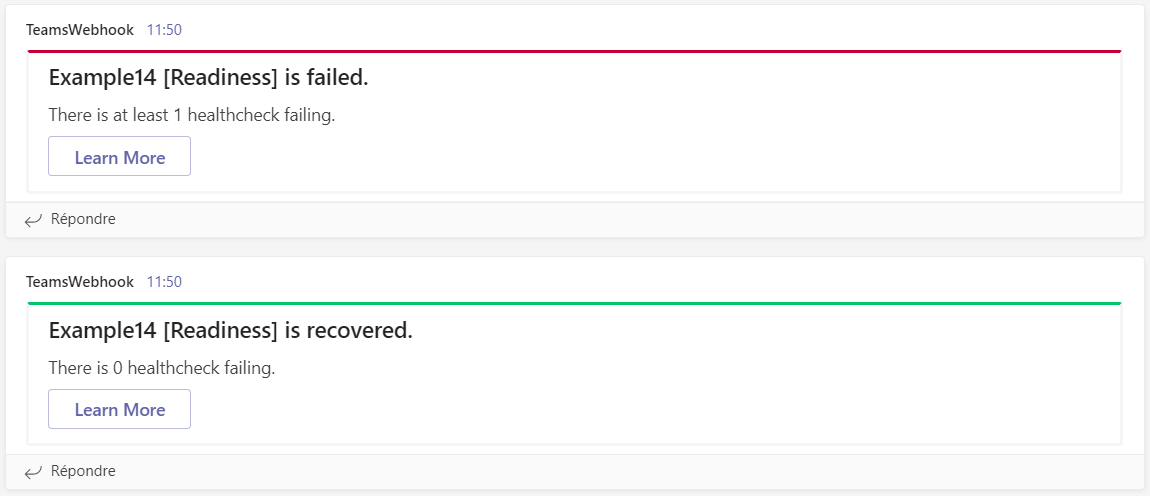 TeamsWebhook 11:50
Example14 [Readiness] is failed.
There is at least 1 healthcheck failing.
Learn More
Répondre
TeamsWebhook 11:50
Example14 [Readiness] is recovered.
There is 0 healthcheck failing.
Learn More
Répondre